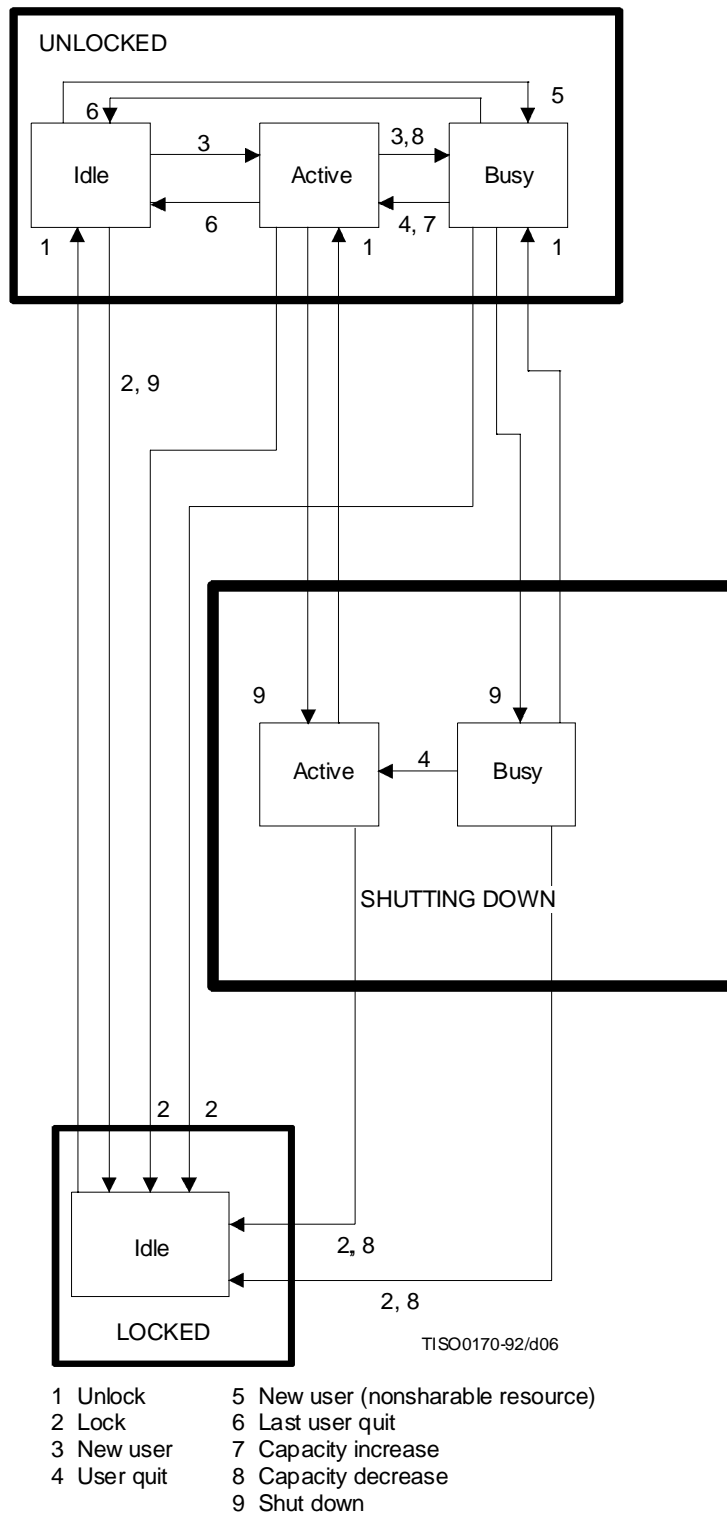 UNLOCKED
5
6
3
3,8
Idle
Active
Busy
6
4, 7
1
1
1
2, 9
9
9
Active
4
Busy
SHUTTING DOWN
2
2
Idle
2, 8
2, 8
LOCKED
TISO0170-92/d06
1 Unlock
5 New user (nonsharable resource)
2 Lock
6 Last user quit
3 New user
7 Capacity increase
4 User quit
8 Capacity decrease
9 Shut down